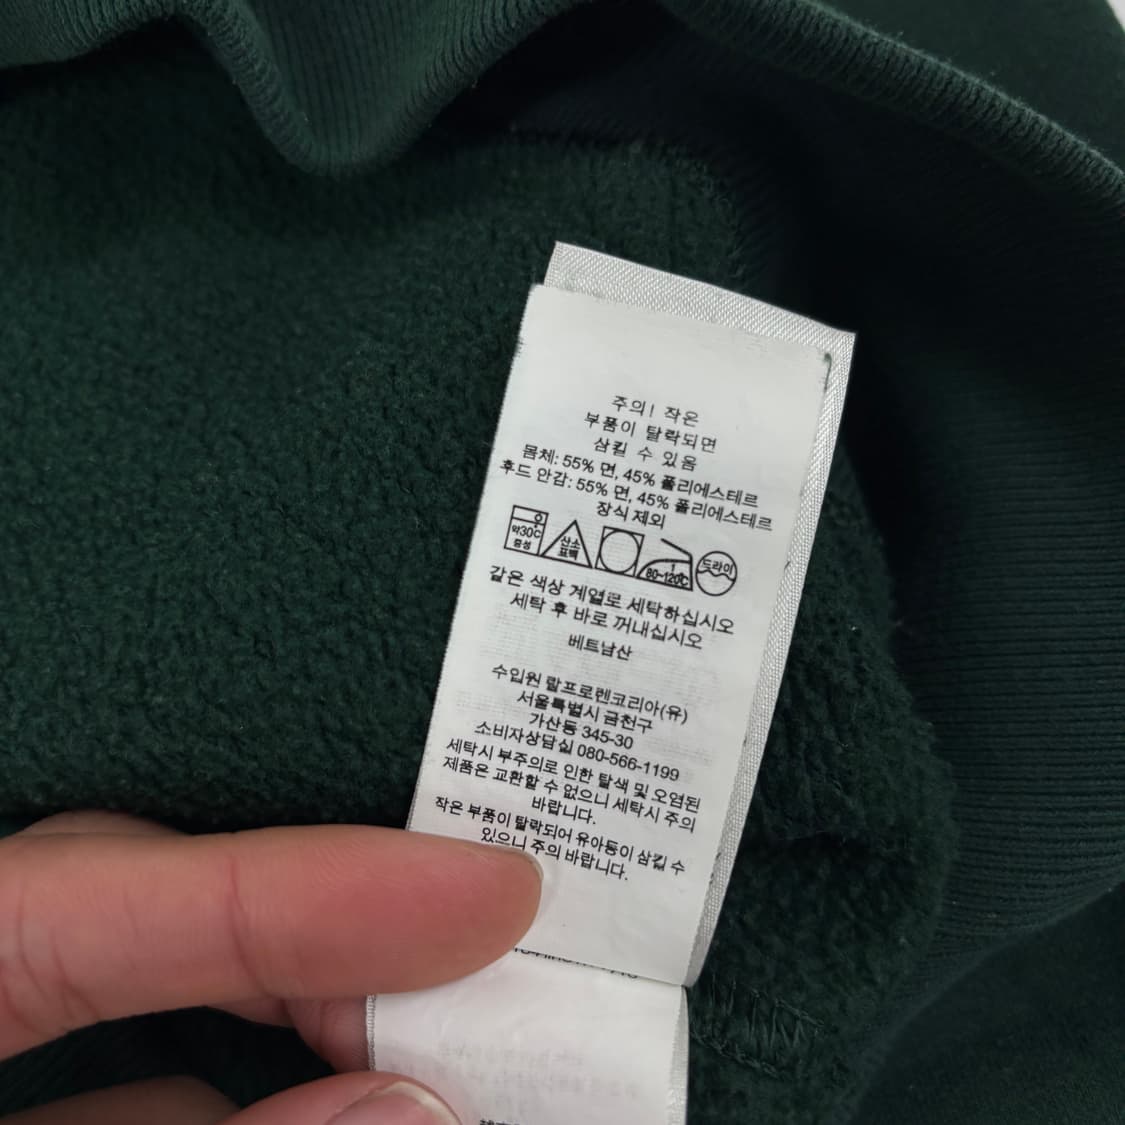 주의! 작은
부품이 탈락되면
삼킬 수 있음
몸체: 55% 면, 45% 폴리에스테르
후드 안감: 55% 면, 45% 폴리에스테르
장식 제외
약30℃
중성
산소
표백
80~120℃
드라이
같은 색상 계열로 세탁하십시오
세탁 후 바로 꺼내십시오
베트남산
수입원 랄프로렌코리아(유)
서울특별시 금천구
가산동 345-30
소비자상담실 080-566-1199
세탁시 부주의로 인한 탈색 및 오염된
제품은 교환할 수 없으니 세탁시 주의
바랍니다.
작은 부품이 탈락되어 유아등이 삼킬 수
있으니 주의 바랍니다.